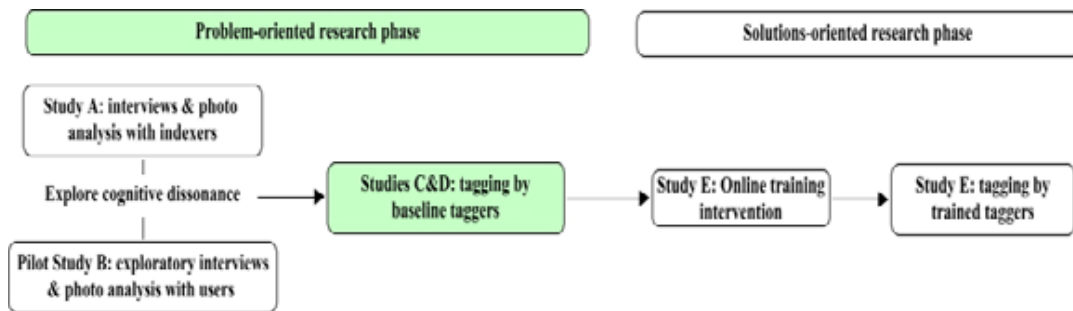 Problem-oriented research phase
Solutions-oriented research phase
Study A: interviews & photo
analysis with indexers
Explore cognitive dissonance
Pilot Study B: exploratory interviews
& photo analysis with users
Studies C&D: tagging by
baseline taggers
Study E: Online training
intervention
Study E: tagging by
trained taggers